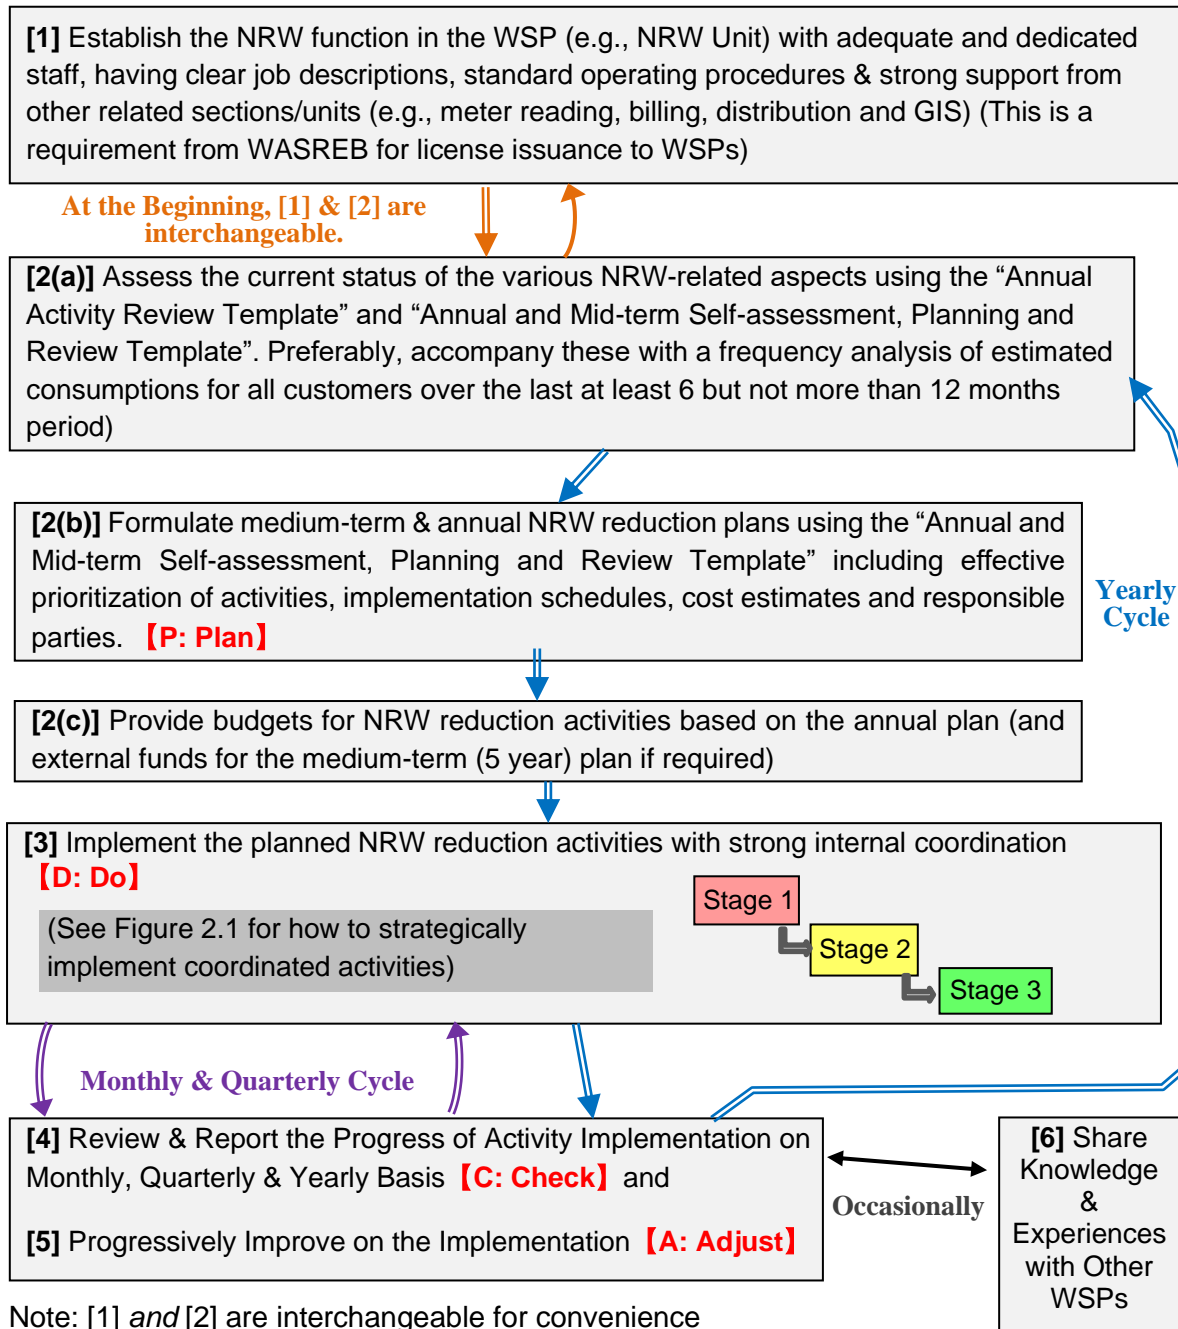 [1] Establish the NRW function in the WSP (e.g., NRW Unit) with adequate and dedicated
staff, having clear job descriptions, standard operating procedures & strong support from
other related sections/units (e.g., meter reading, billing, distribution and GIS) (This is a
requirement from WASREB for license issuance to WSPs)
At the Beginning, [1] & [2] are
interchangeable.
[2(a)] Assess the current status of the various NRW-related aspects using the “Annual
Activity Review Template” and “Annual and Mid-term Self-assessment, Planning and
Review Template”. Preferably, accompany these with a frequency analysis of estimated
consumptions for all customers over the last at least 6 but not more than 12 months
period)
[2(b)] Formulate medium-term & annual NRW reduction plans using the “Annual and
Mid-term Self-assessment, Planning and Review Template” including effective
prioritization of activities, implementation schedules, cost estimates and responsible
parties. 【P: Plan】
Yearly
Cycle
[2(c)] Provide budgets for NRW reduction activities based on the annual plan (and
external funds for the medium-term (5 year) plan if required)
[3] Implement the planned NRW reduction activities with strong internal coordination
【D: Do】
(See Figure 2.1 for how to strategically
implement coordinated activities)
Stage 1
Stage 2
Stage 3
Monthly & Quarterly Cycle
[4] Review & Report the Progress of Activity Implementation on
Monthly, Quarterly & Yearly Basis【C: Check】and
[5] Progressively Improve on the Implementation【A: Adjust】
Occasionally
[6] Share
Knowledge
&
Experiences
with Other
WSPs
Note: [1] and [2] are interchangeable for convenience